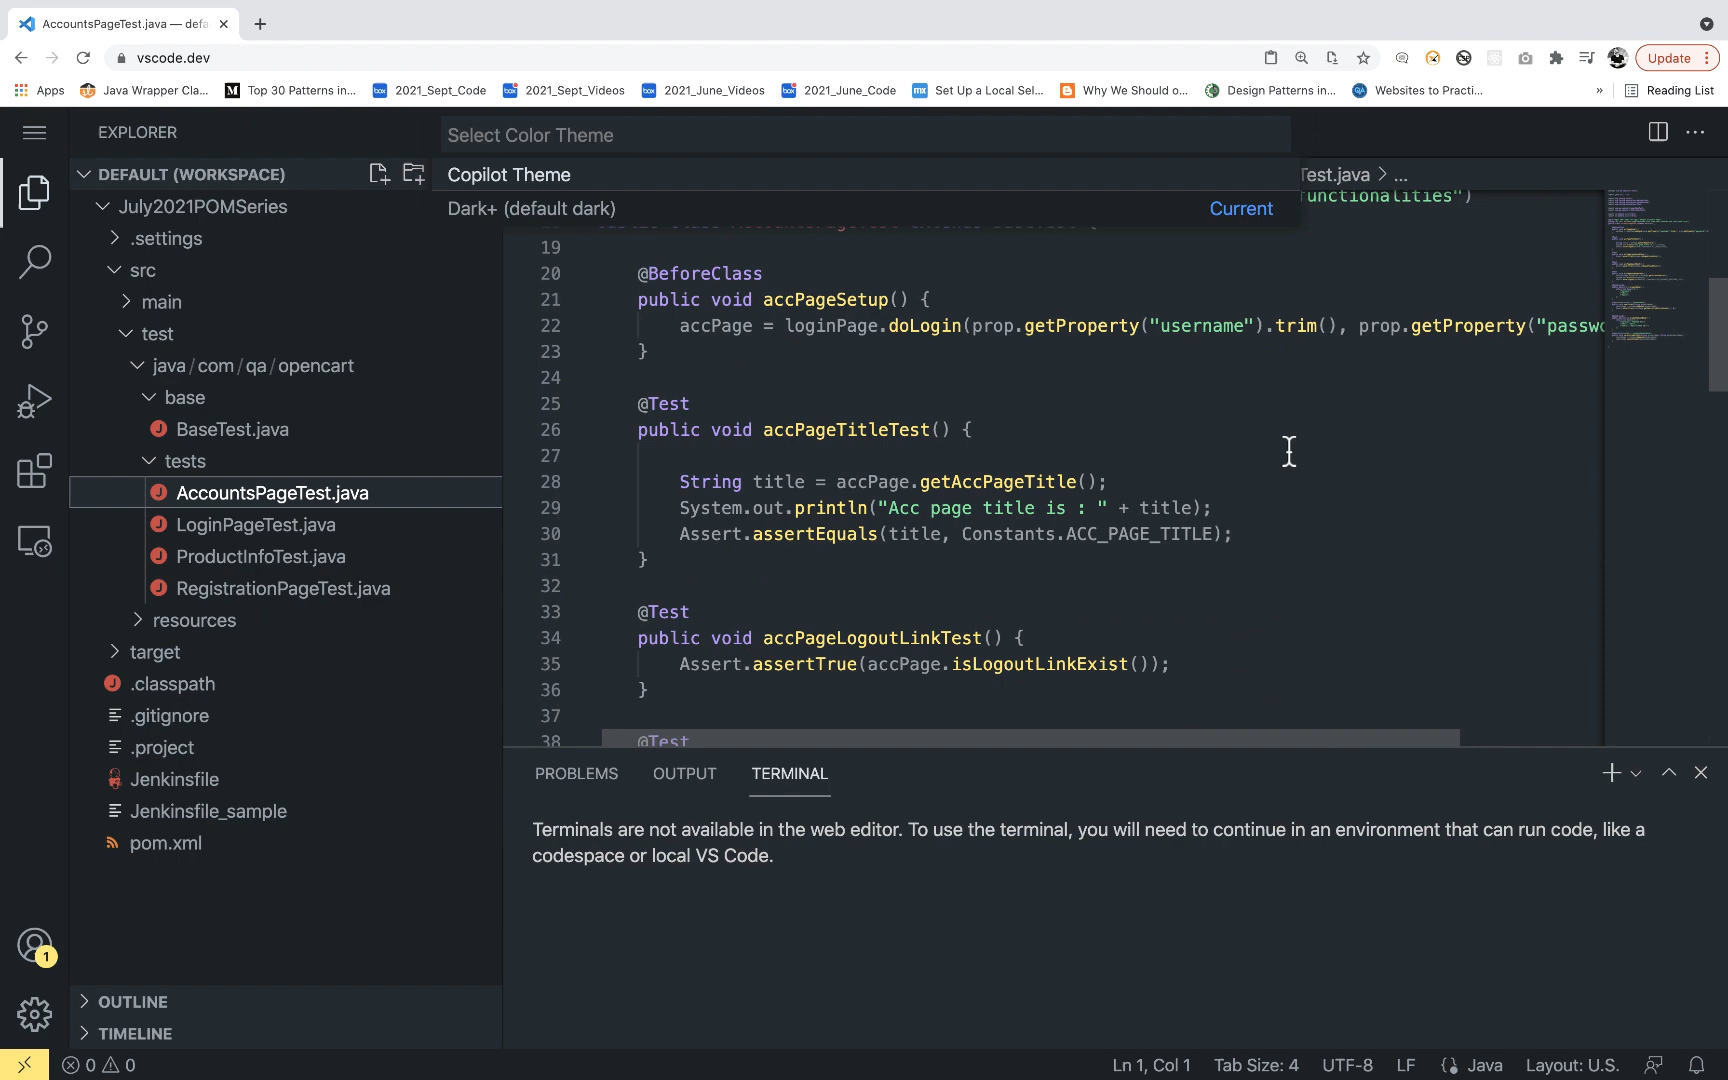 AccountsPageTest.java — defa
vscode.dev
Update
Apps
Java Wrapper Cla...
Top 30 Patterns in...
2021_Sept_Code
2021_Sept_Videos
2021_June_Videos
2021_June_Code
Set Up a Local Sel...
Why We Should o...
Design Patterns in...
Websites to Practi...
»
Reading List
EXPLORER
Select Color Theme
DEFAULT (WORKSPACE)
Copilot Theme
Test.java > ...
July2021POMSeries
Dark+ (default dark)
Current
unctionalities")
.settings
src
main
test
java/com/qa/opencart
base
BaseTest.java
tests
AccountsPageTest.java
LoginPageTest.java
ProductInfoTest.java
RegistrationPageTest.java
resources
target
.classpath
.gitignore
.project
Jenkinsfile
Jenkinsfile_sample
pom.xml
OUTLINE
TIMELINE
19
20 @BeforeClass
21 public void accPageSetup() {
22 accPage = loginPage.doLogin(prop.getProperty("username").trim(), prop.getProperty("passwo
23 }
24
25 @Test
26 public void accPageTitleTest() {
27
28 String title = accPage.getAccPageTitle();
29 System.out.println("Acc page title is : " + title);
30 Assert.assertEquals(title, Constants.ACC_PAGE_TITLE);
31 }
32
33 @Test
34 public void accPageLogoutLinkTest() {
35 Assert.assertTrue(accPage.isLogoutLinkExist());
36 }
37
38 @Test
PROBLEMS
OUTPUT
TERMINAL
Terminals are not available in the web editor. To use the terminal, you will need to continue in an environment that can run code, like a
codespace or local VS Code.
1
0
0
Ln 1, Col 1
Tab Size: 4
UTF-8
LF
Java
Layout: U.S.